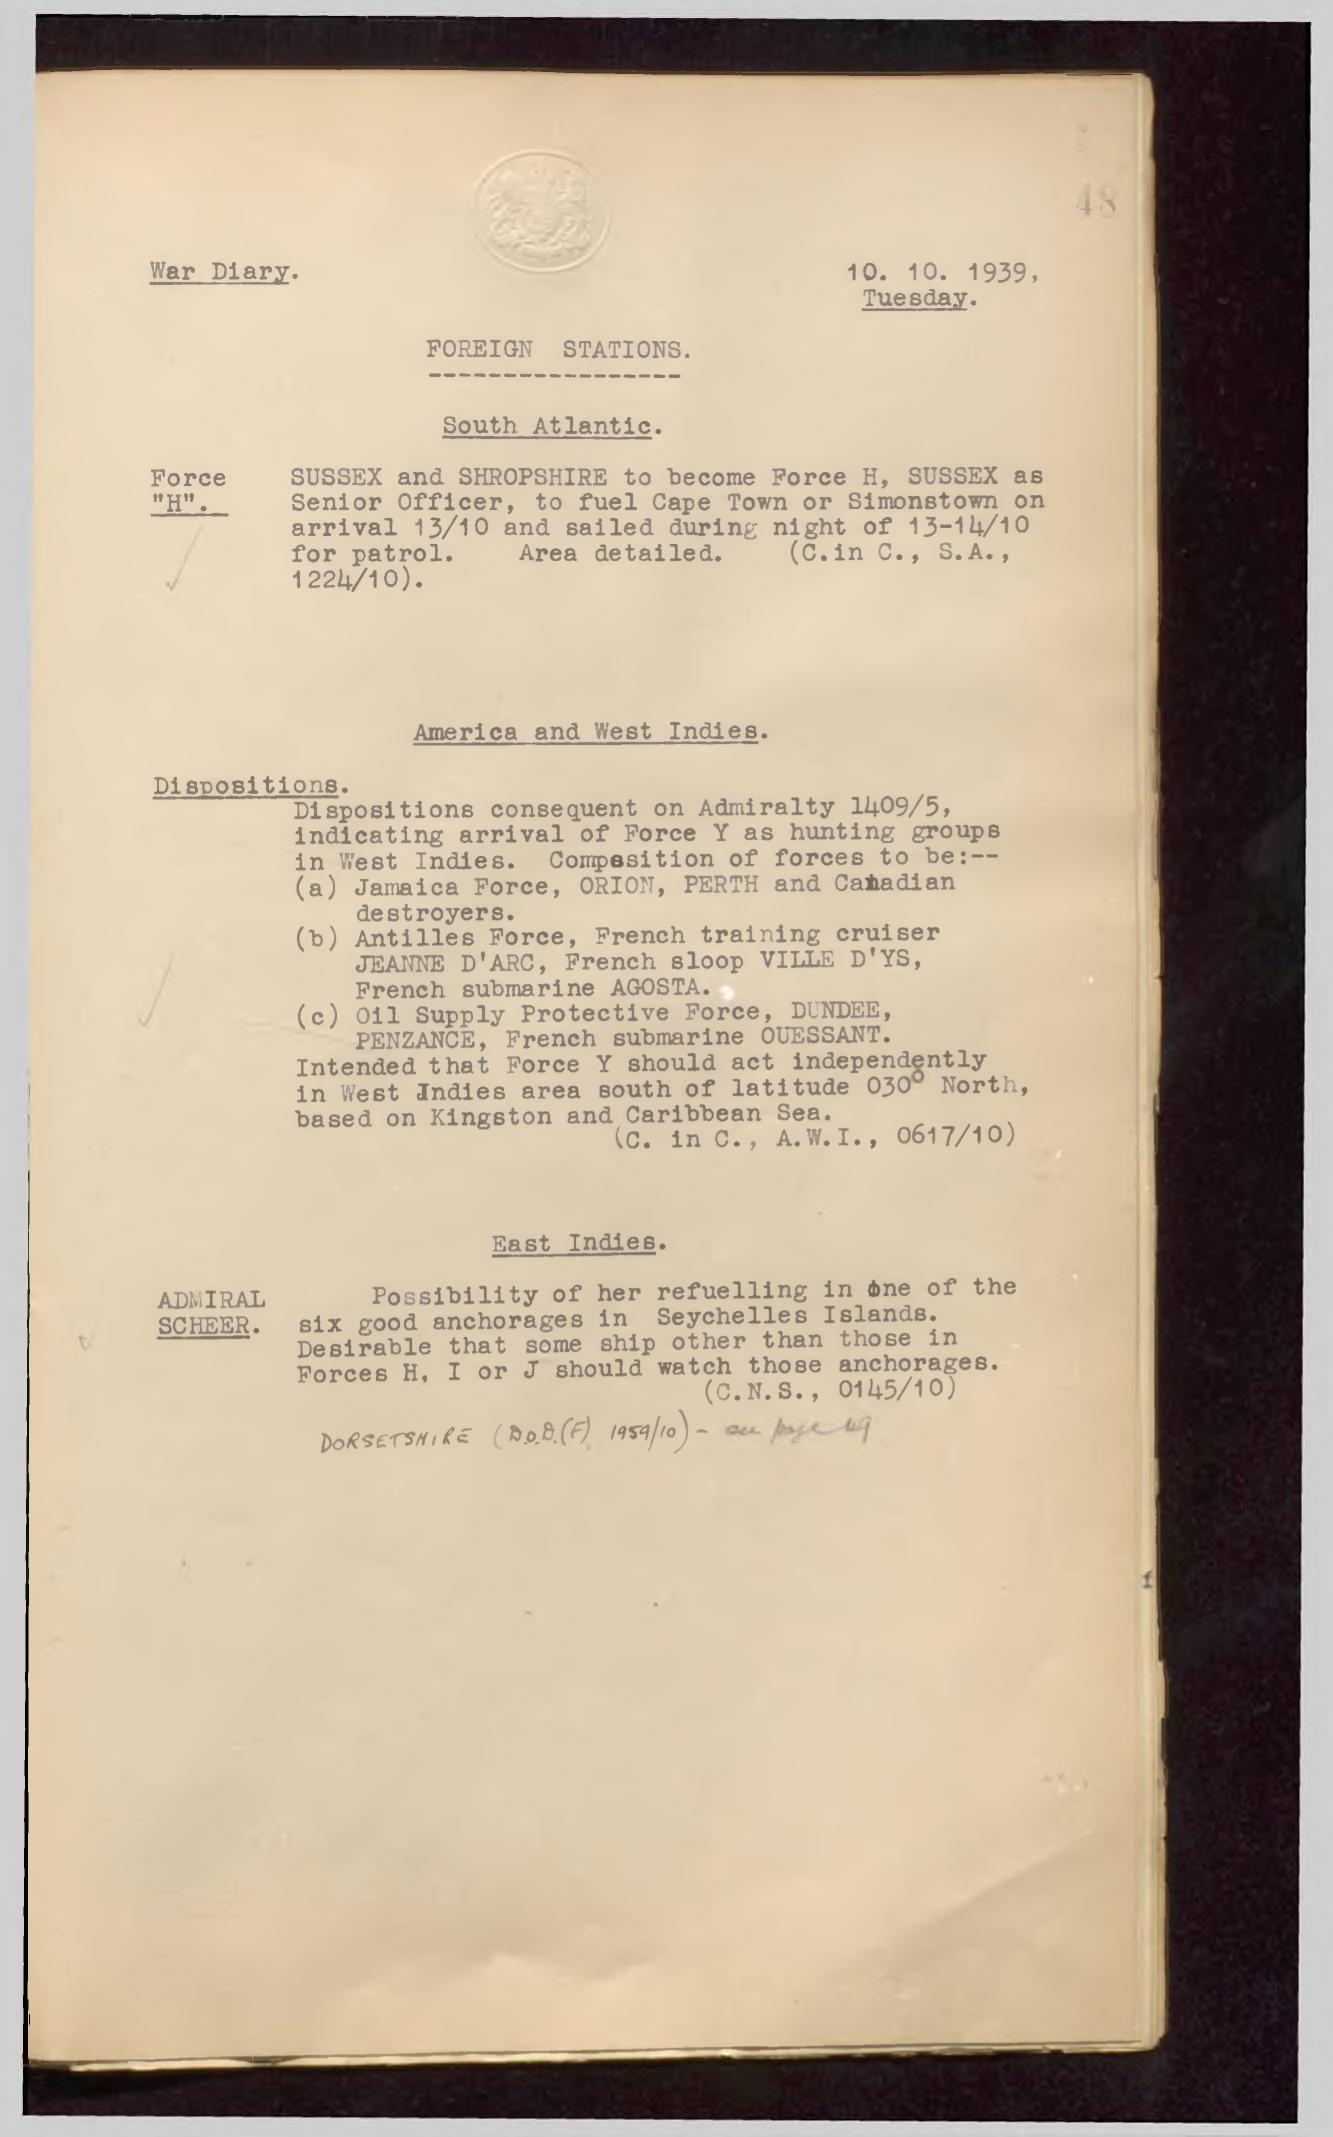 48
War Diary.
10. 10. 1939,
Tuesday.
FOREIGN STATIONS.
-----------------
South Atlantic.
Force
"H".
SUSSEX and SHROPSHIRE to become Force H, SUSSEX as
Senior Officer, to fuel Cape Town or Simonstown on
arrival 13/10 and sailed during night of 13-14/10
for patrol. Area detailed. (C.in C., S.A.,
1224/10).
America and West Indies.
Dispositions.
Dispositions consequent on Admiralty 1409/5,
indicating arrival of Force Y as hunting groups
in West Indies. Composition of forces to be:--
(a) Jamaica Force, ORION, PERTH and Canadian
destroyers.
(b) Antilles Force, French training cruiser
JEANNE D'ARC, French sloop VILLE D'YS,
French submarine AGOSTA.
(c) Oil Supply Protective Force, DUNDEE,
PENZANCE, French submarine OUESSANT.
Intended that Force Y should act independently
in West Indies area south of latitude 030° North,
based on Kingston and Caribbean Sea.
(C. in C., A.W.I., 0617/10)
East Indies.
ADMIRAL
SCHEER.
Possibility of her refuelling in one of the
six good anchorages in Seychelles Islands.
Desirable that some ship other than those in
Forces H, I or J should watch those anchorages.
(C.N.S., 0145/10)
DORSETSHIRE (D.O.D.(F) 1959/10) - see page 49
f